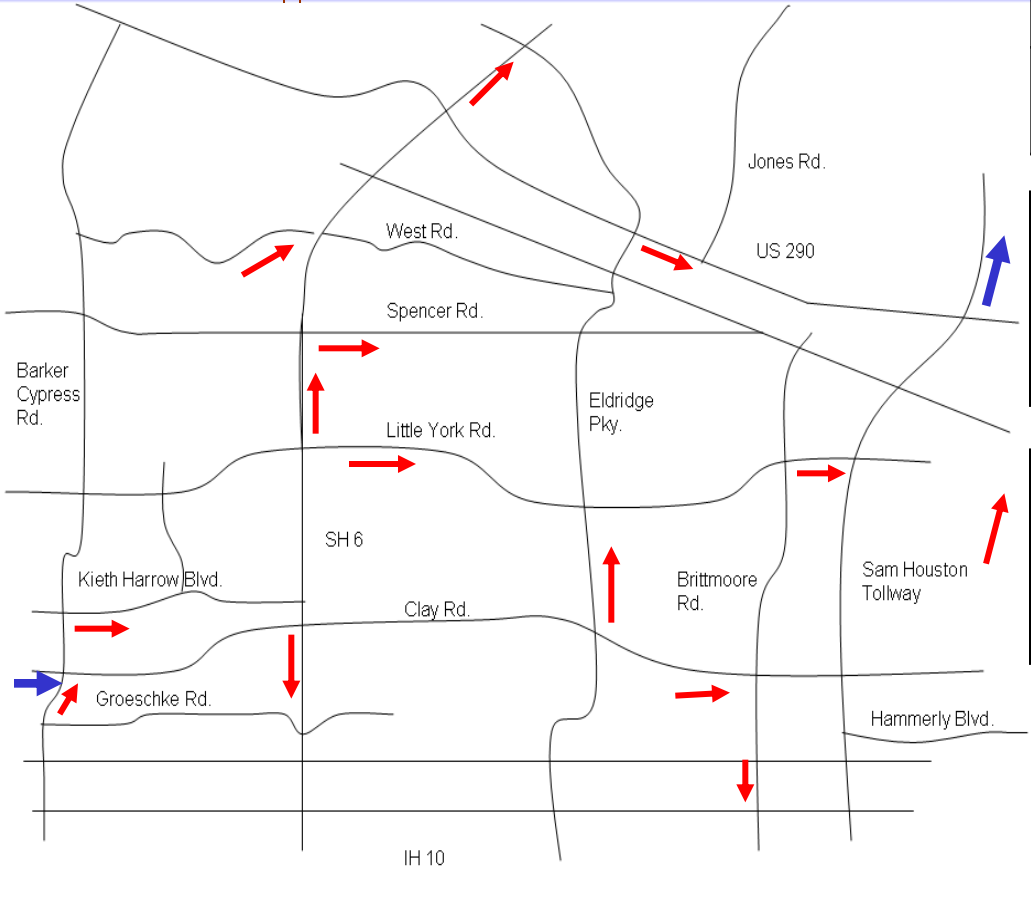 Jones Rd.
West Rd.
US 290
Spencer Rd.
Barker
Cypress
Rd.
Eldridge
Pky.
Little York Rd.
SH 6
Kieth Harrow Blvd.
Brittmoore
Rd.
Sam Houston
Tollway
Clay Rd.
Groeschke Rd.
Hammerly Blvd.
IH 10